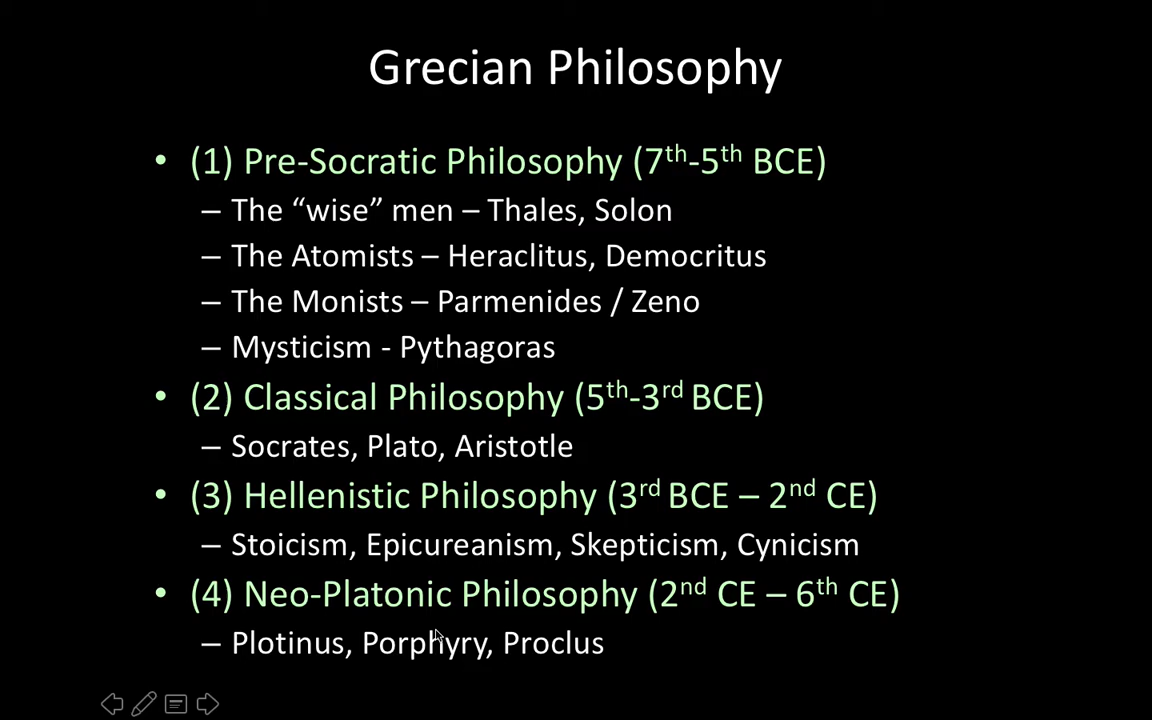 Grecian Philosophy
• (1) Pre-Socratic Philosophy (7th-5th BCE)
– The “wise” men – Thales, Solon
– The Atomists – Heraclitus, Democritus
– The Monists – Parmenides / Zeno
– Mysticism - Pythagoras
• (2) Classical Philosophy (5th-3rd BCE)
– Socrates, Plato, Aristotle
• (3) Hellenistic Philosophy (3rd BCE – 2nd CE)
– Stoicism, Epicureanism, Skepticism, Cynicism
• (4) Neo-Platonic Philosophy (2nd CE – 6th CE)
– Plotinus, Porphyry, Proclus